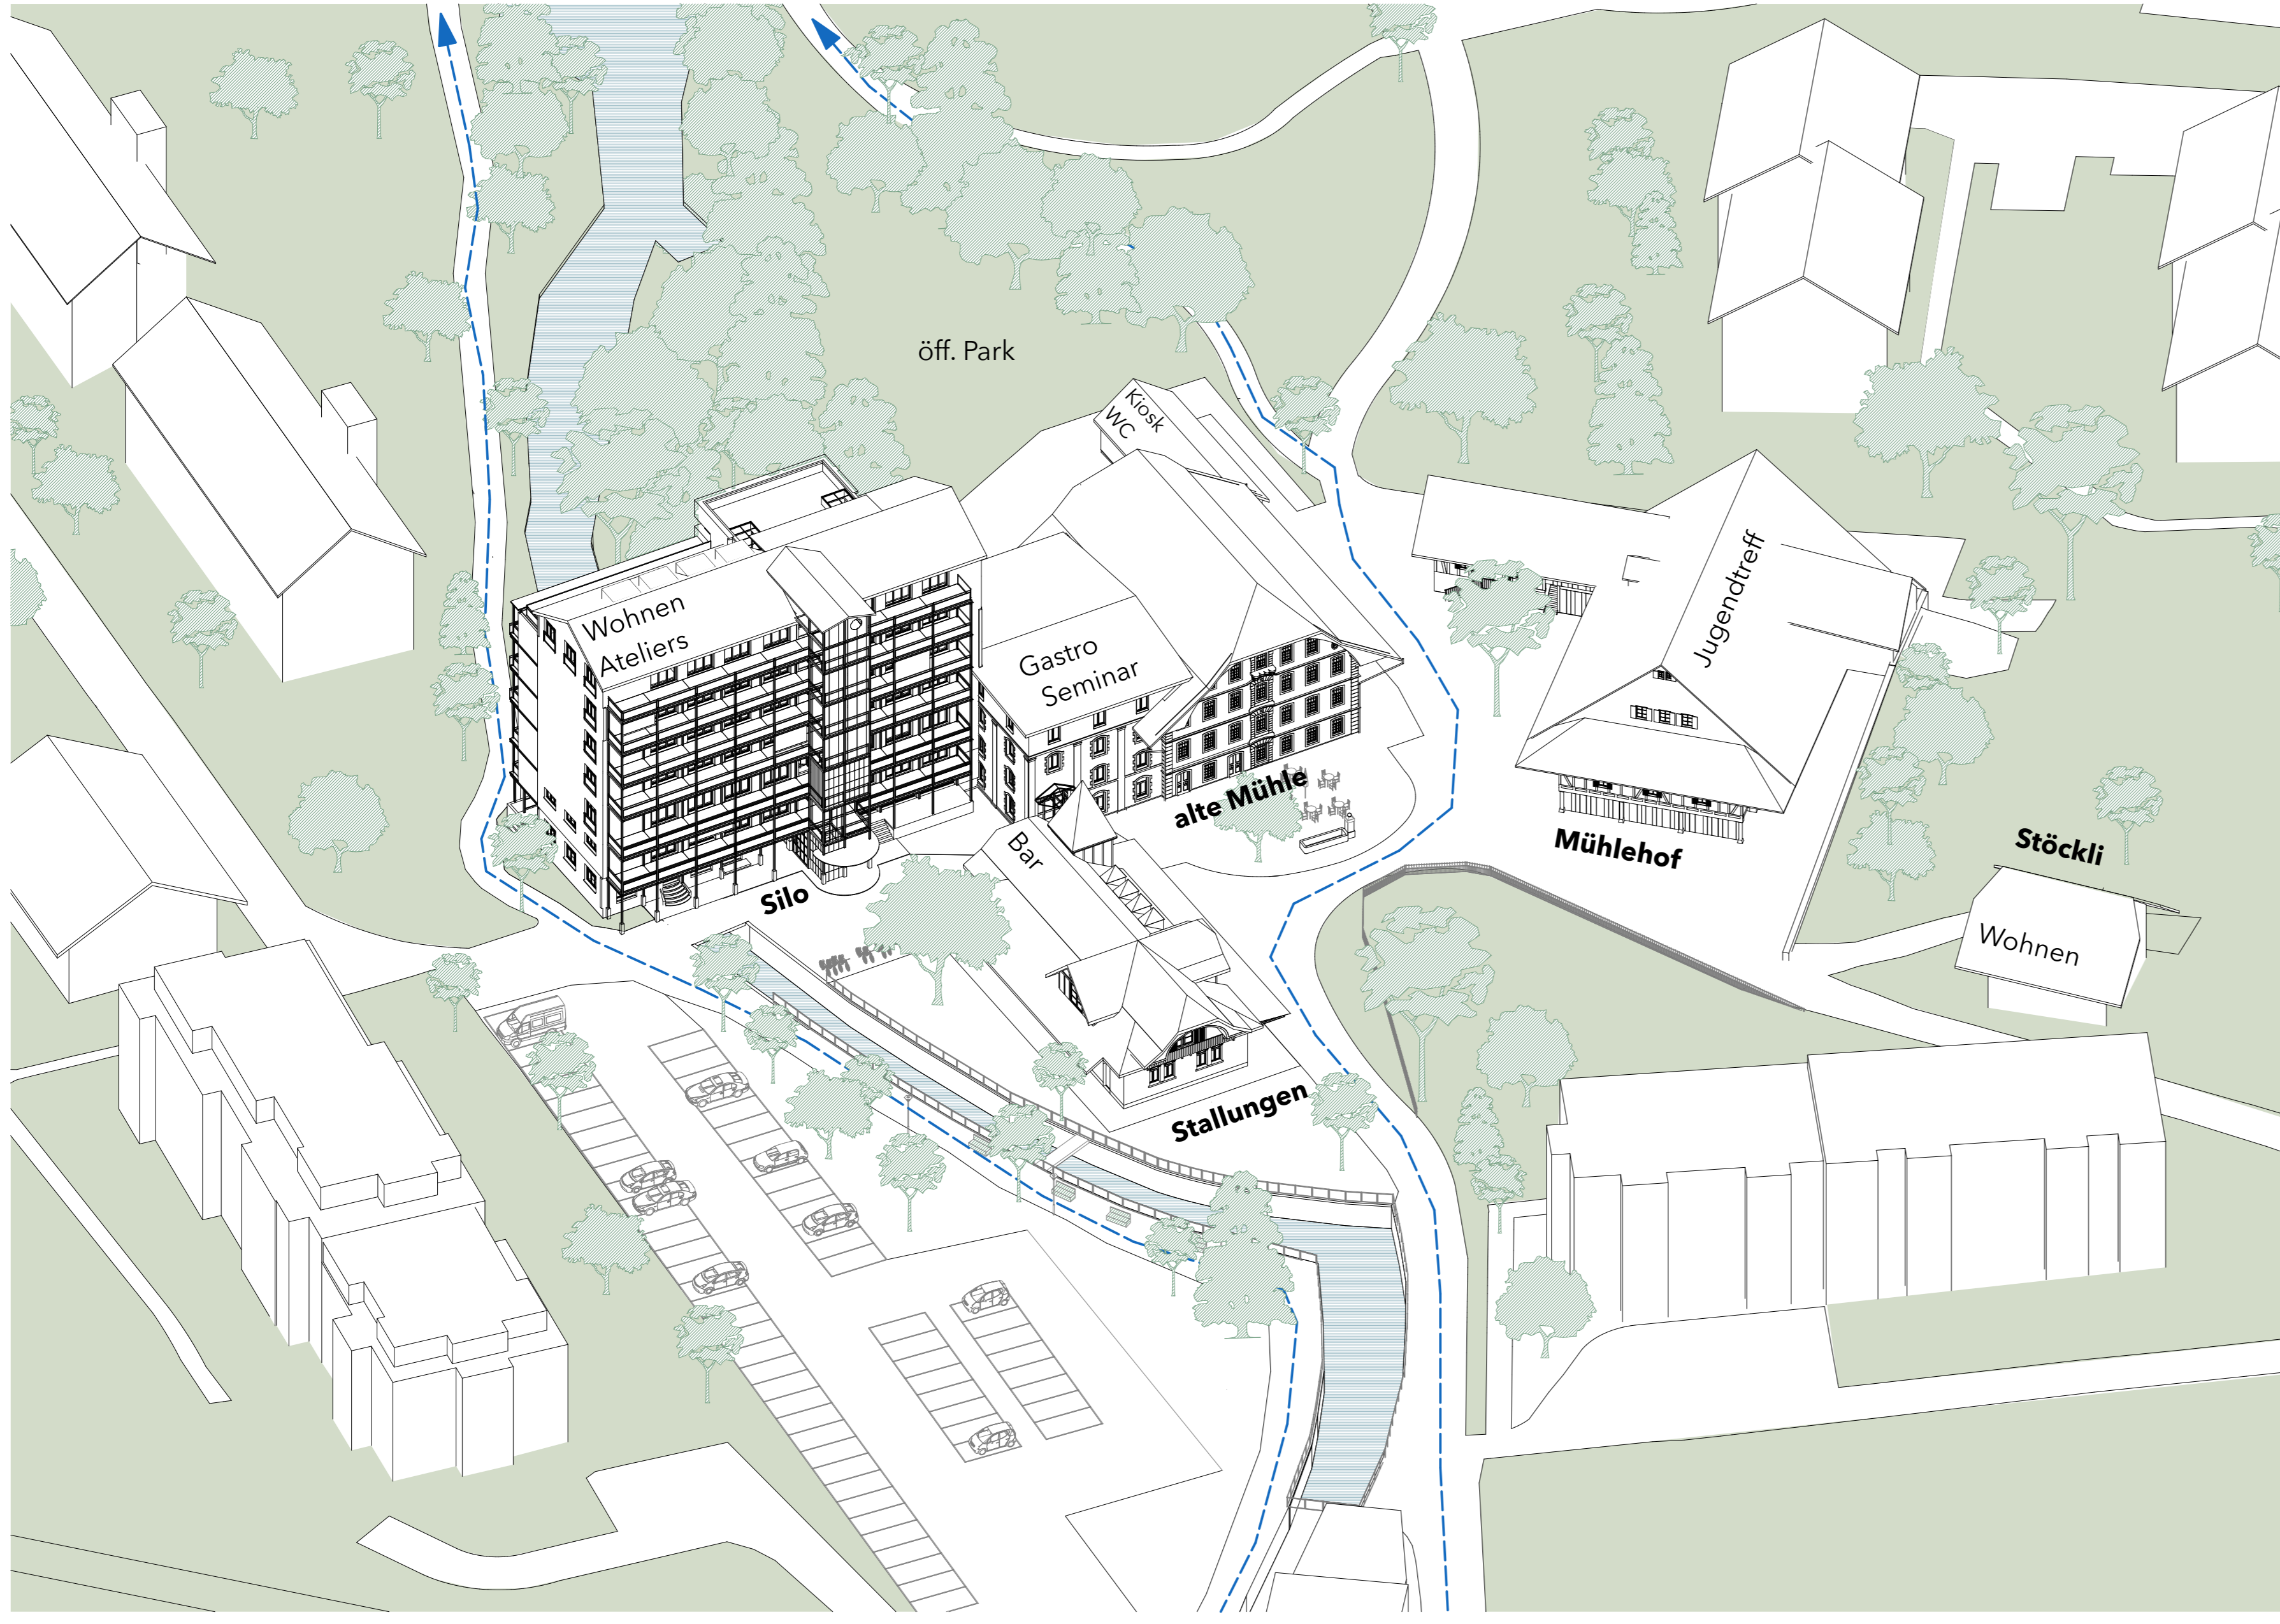 öff. Park
Kiosk
WC
Wohnen
Ateliers
Gastro
Seminar
Jugendtreff
alte Mühle
Bar
Mühlehof
Stöckli
Silo
Wohnen
Stallungen